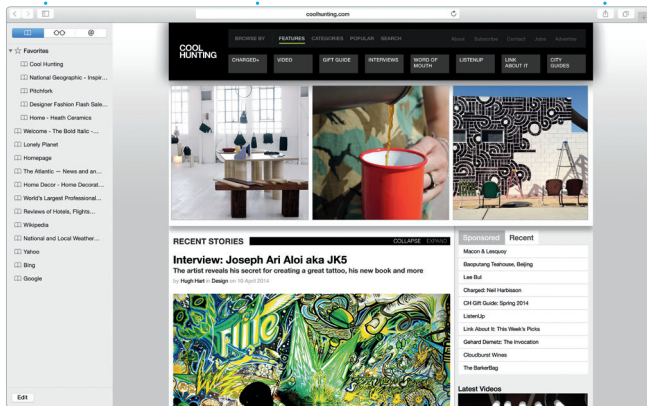 coolhunting.com
@
Favorites
Cool Hunting
National Geographic - Inspir...
Pitchfork
Designer Fashion Flash Sale...
Home - Heath Ceramics
Welcome - The Bold Italic -...
Lonely Planet
Homepage
The Atlantic — News and an...
Home Decor - Home Decorat...
World's Largest Professional...
Reviews of Hotels, Flights...
Wikipedia
National and Local Weather...
Yahoo
Bing
Google
Edit
COOL
HUNTING
BROWSE BY FEATURES CATEGORIES POPULAR SEARCH
About Subscribe Contact Jobs Advertise
CHARGED+ VIDEO GIFT GUIDE INTERVIEWS WORD OF MOUTH LISTENUP LINK ABOUT IT CITY GUIDES
RECENT STORIES COLLAPSE EXPAND
Interview: Joseph Ari Aloi aka JK5
The artist reveals his secret for creating a great tattoo, his new book and more
by Hugh Hart in Design on 18 April 2014
Sponsored Recent
Macon & Lesquoy
Baoputang Teahouse, Beijing
Lee Bul
Charged: Neil Harbisson
CH Gift Guide: Spring 2014
ListenUp
Link About It: This Week's Picks
Gehard Demetz: The Invocation
Cloudburst Wines
The BarkerBag
Latest Videos